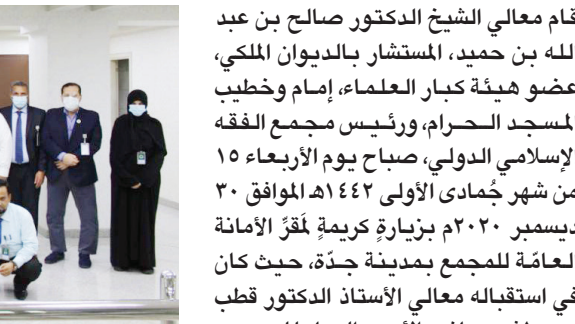 قام معالي الشيخ الدكتور صالح بن عبد
الله بن حميد، المستشار بالديوان الملكي،
عضو هيئة كبار العلماء، إمام وخطيب
المسجد الحرام، ورئيس مجمع الفقه
الإسلامي الدولي، صباح يوم الأربعاء ١٥
من شهر جُمادى الأولى ١٤٤٢هـ الموافق ٣٠
ديسمبر ٢٠٢٠م بزيارةٍ كريمةٍ لمَقرِّ الأمانة
العامّة للمجمع بمدينة جدّة، حيث كان
في استقباله معالي الأستاذ الدكتور قطب